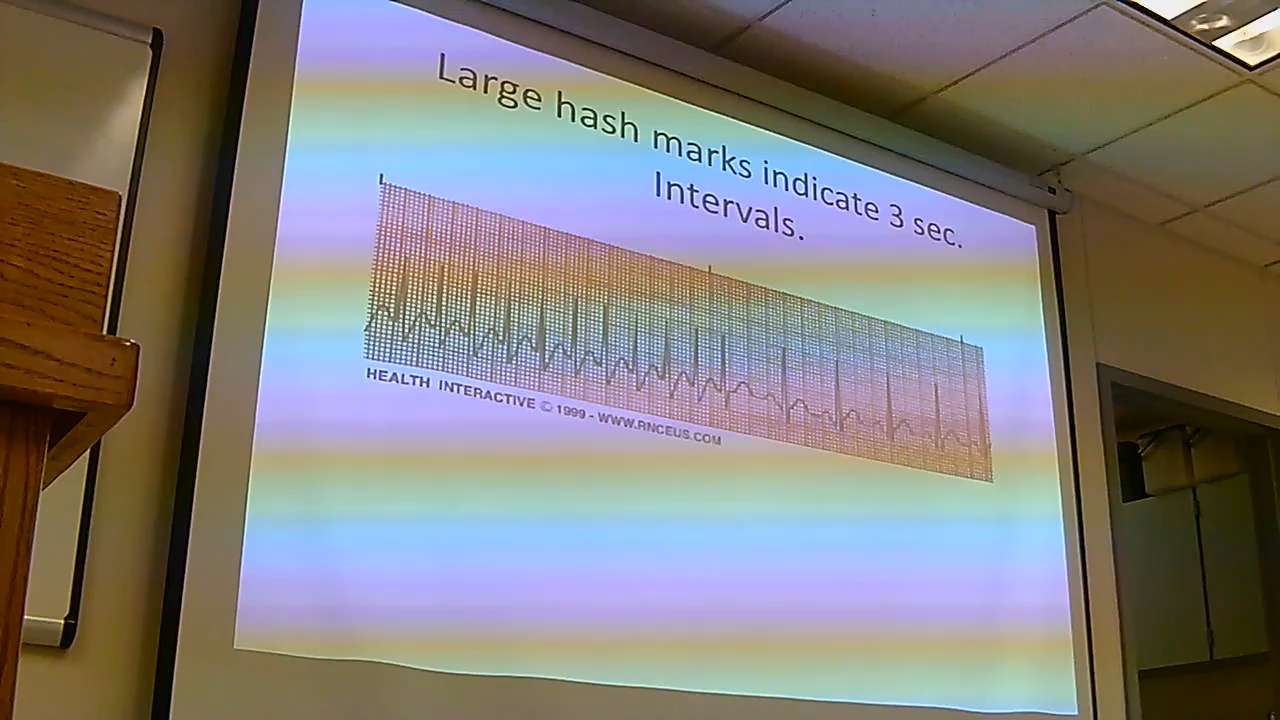 Large hash marks indicate 3 sec.
Intervals.
HEALTH INTERACTIVE © 1999 - WWW.RNCEUS.COM